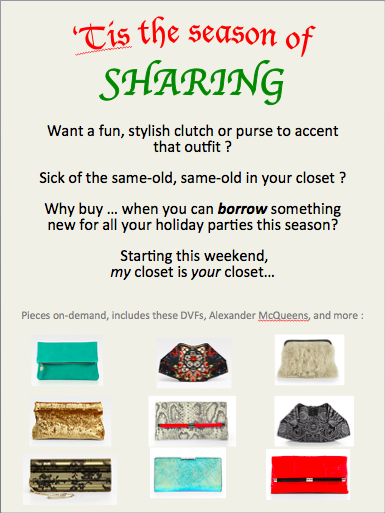 ‘Tis the season of
SHARING
Want a fun, stylish clutch or purse to accent
that outfit ?
Sick of the same-old, same-old in your closet ?
Why buy … when you can borrow something
new for all your holiday parties this season?
Starting this weekend,
my closet is your closet…
Pieces on-demand, includes these DVFs, Alexander McQueens, and more :